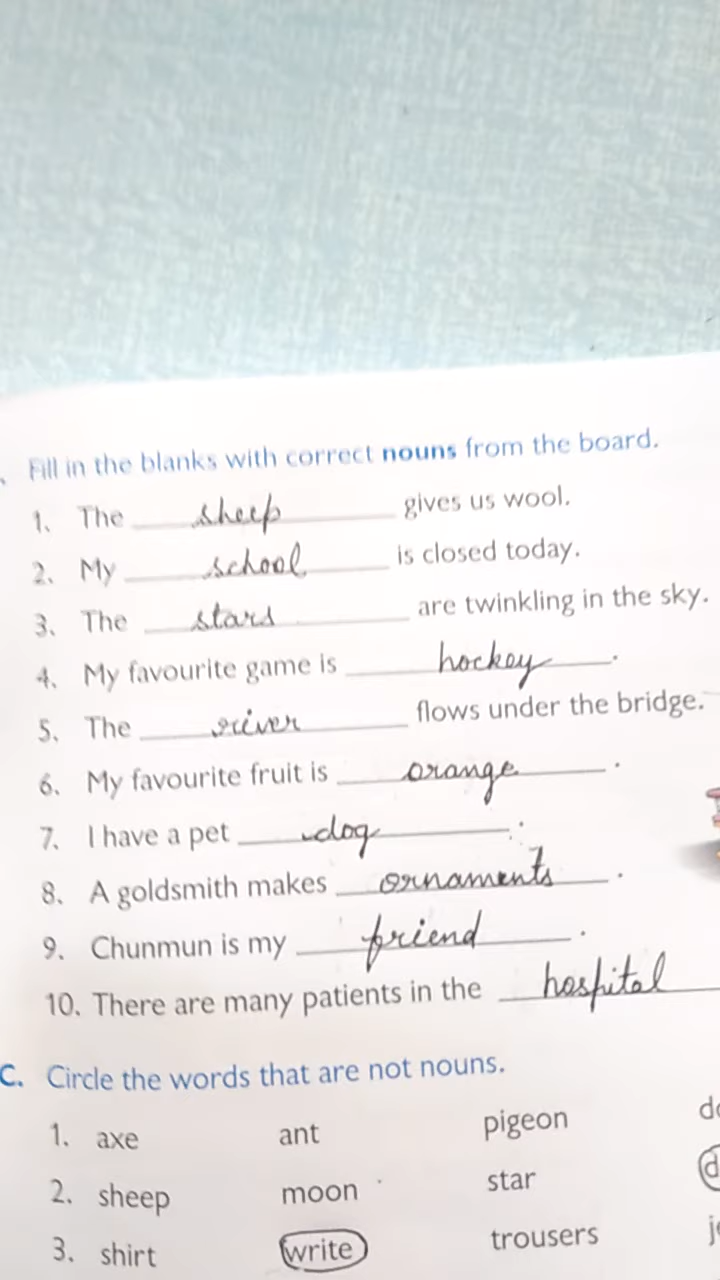 Fill in the blanks with correct nouns from the board.
1. The sheep gives us wool.
2. My school is closed today.
3. The stars are twinkling in the sky.
4. My favourite game is hockey.
5. The river flows under the bridge.
6. My favourite fruit is orange.
7. I have a pet dog.
8. A goldsmith makes ornaments.
9. Chunmun is my friend.
10. There are many patients in the hospital
C. Circle the words that are not nouns.
1. axe ant pigeon
2. sheep moon star
3. shirt write trousers